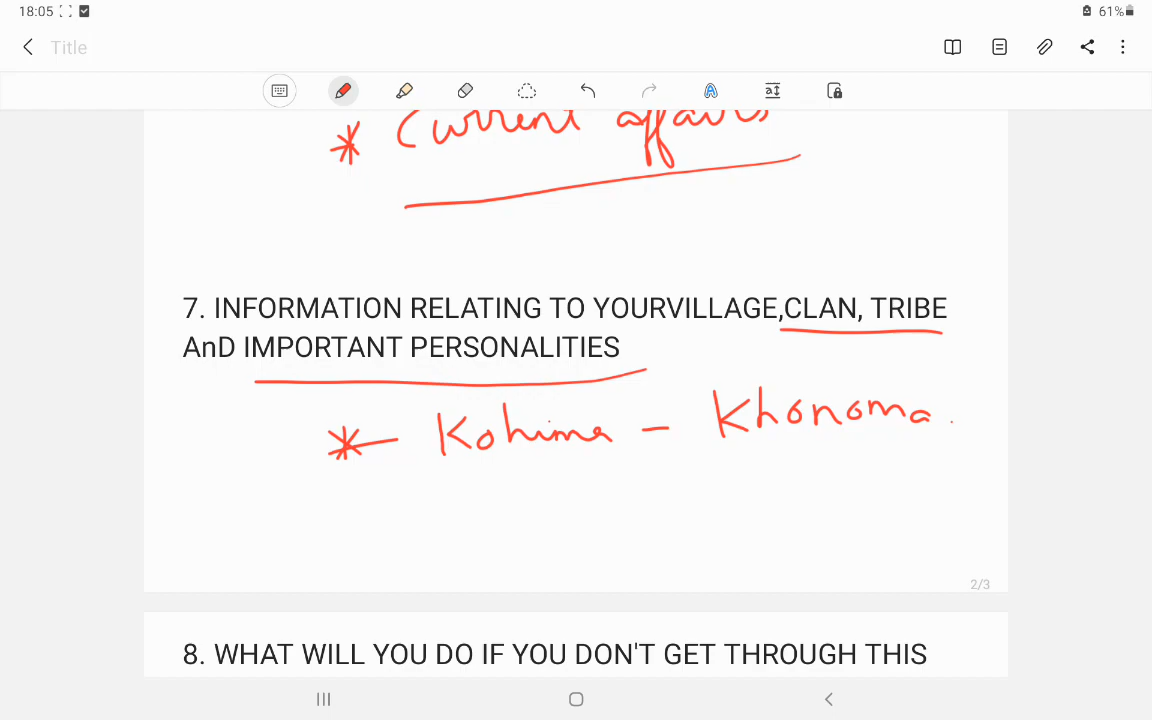 18:05
61%
Title
* Current affairs
7. INFORMATION RELATING TO YOURVILLAGE,CLAN, TRIBE
AnD IMPORTANT PERSONALITIES
* Kohima - Khonoma.
2/3
8. WHAT WILL YOU DO IF YOU DON'T GET THROUGH THIS